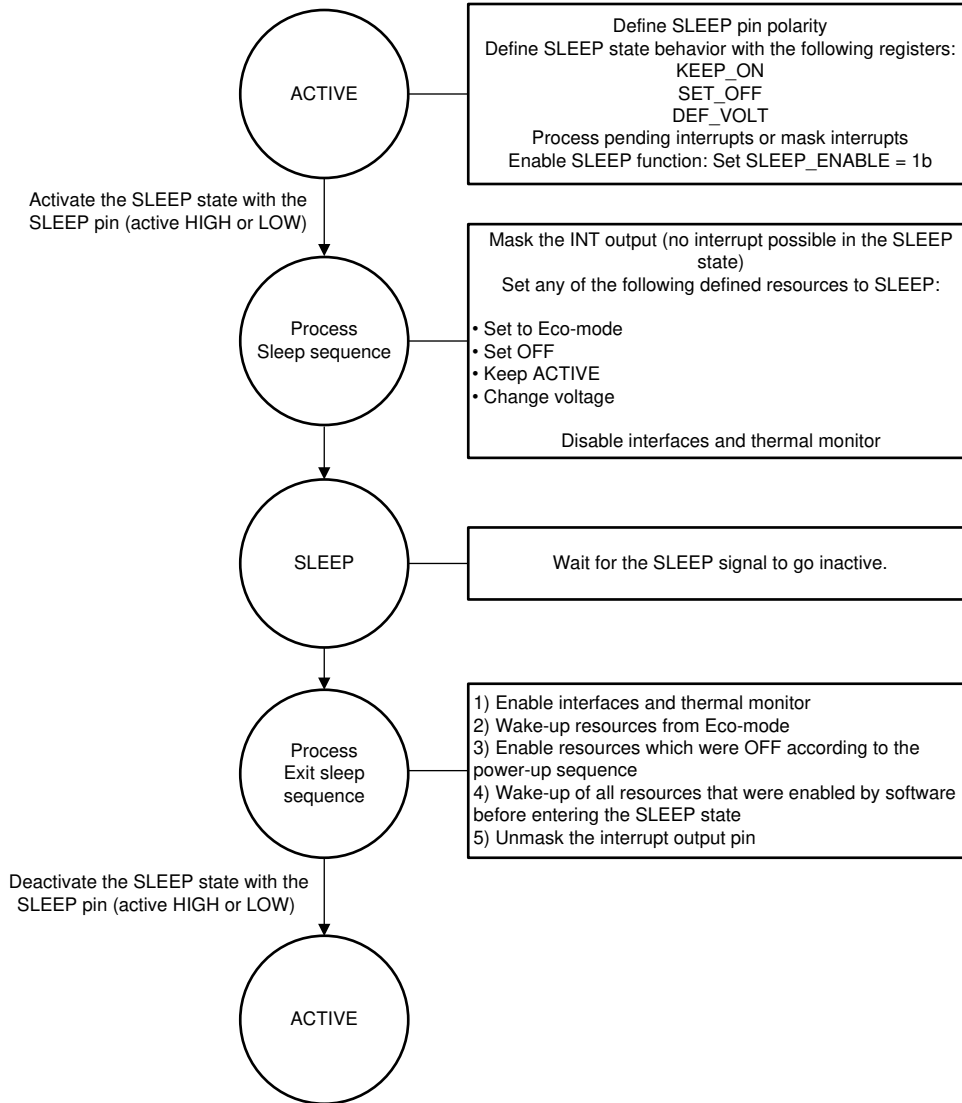 ACTIVE
Define SLEEP pin polarity
Define SLEEP state behavior with the following registers:
KEEP_ON
SET_OFF
DEF_VOLT
Process pending interrupts or mask interrupts
Enable SLEEP function: Set SLEEP_ENABLE = 1b
Activate the SLEEP state with the
SLEEP pin (active HIGH or LOW)
Process
Sleep sequence
Mask the INT output (no interrupt possible in the SLEEP
state)
Set any of the following defined resources to SLEEP:
• Set to Eco-mode
• Set OFF
• Keep ACTIVE
• Change voltage
Disable interfaces and thermal monitor
SLEEP
Wait for the SLEEP signal to go inactive.
Process
Exit sleep
sequence
1) Enable interfaces and thermal monitor
2) Wake-up resources from Eco-mode
3) Enable resources which were OFF according to the
power-up sequence
4) Wake-up of all resources that were enabled by software
before entering the SLEEP state
5) Unmask the interrupt output pin
Deactivate the SLEEP state with the
SLEEP pin (active HIGH or LOW)
ACTIVE